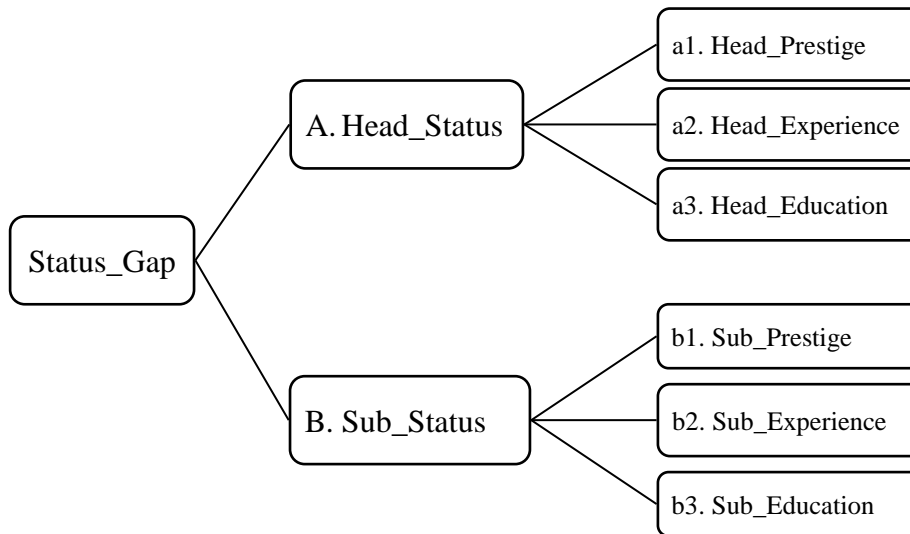 a1. Head_Prestige
A. Head_Status
a2. Head_Experience
a3. Head_Education
Status_Gap
b1. Sub_Prestige
B. Sub_Status
b2. Sub_Experience
b3. Sub_Education